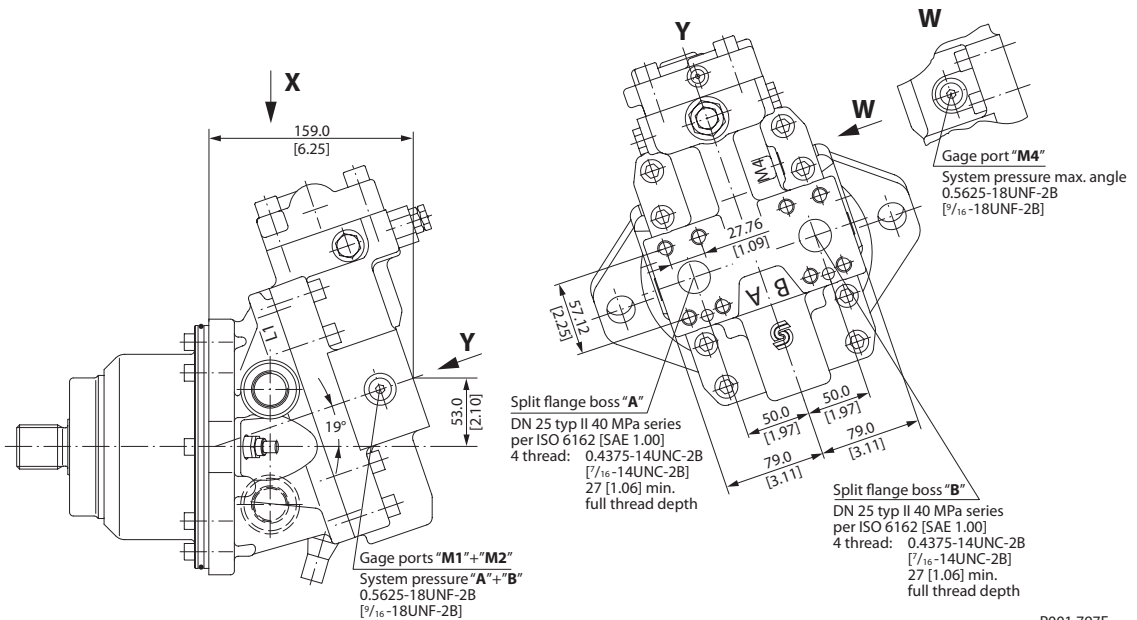 X
159.0
[6.25]
L1
Y
53.0
[2.10]
19°
Gage ports "M1"+"M2"
System pressure "A"+"B"
0.5625-18UNF-2B
[9/16-18UNF-2B]
Y
W
W
Gage port "M4"
System pressure max. angle
0.5625-18UNF-2B
[9/16-18UNF-2B]
M4
27.76
[1.09]
57.12
[2.25]
B A
50.0
[1.97]
50.0
[1.97]
79.0
[3.11]
79.0
[3.11]
Split flange boss "A"
DN 25 typ II 40 MPa series
per ISO 6162 [SAE 1.00]
4 thread: 0.4375-14UNC-2B
[7/16-14UNC-2B]
27 [1.06] min.
full thread depth
Split flange boss "B"
DN 25 typ II 40 MPa series
per ISO 6162 [SAE 1.00]
4 thread: 0.4375-14UNC-2B
[7/16-14UNC-2B]
27 [1.06] min.
full thread depth